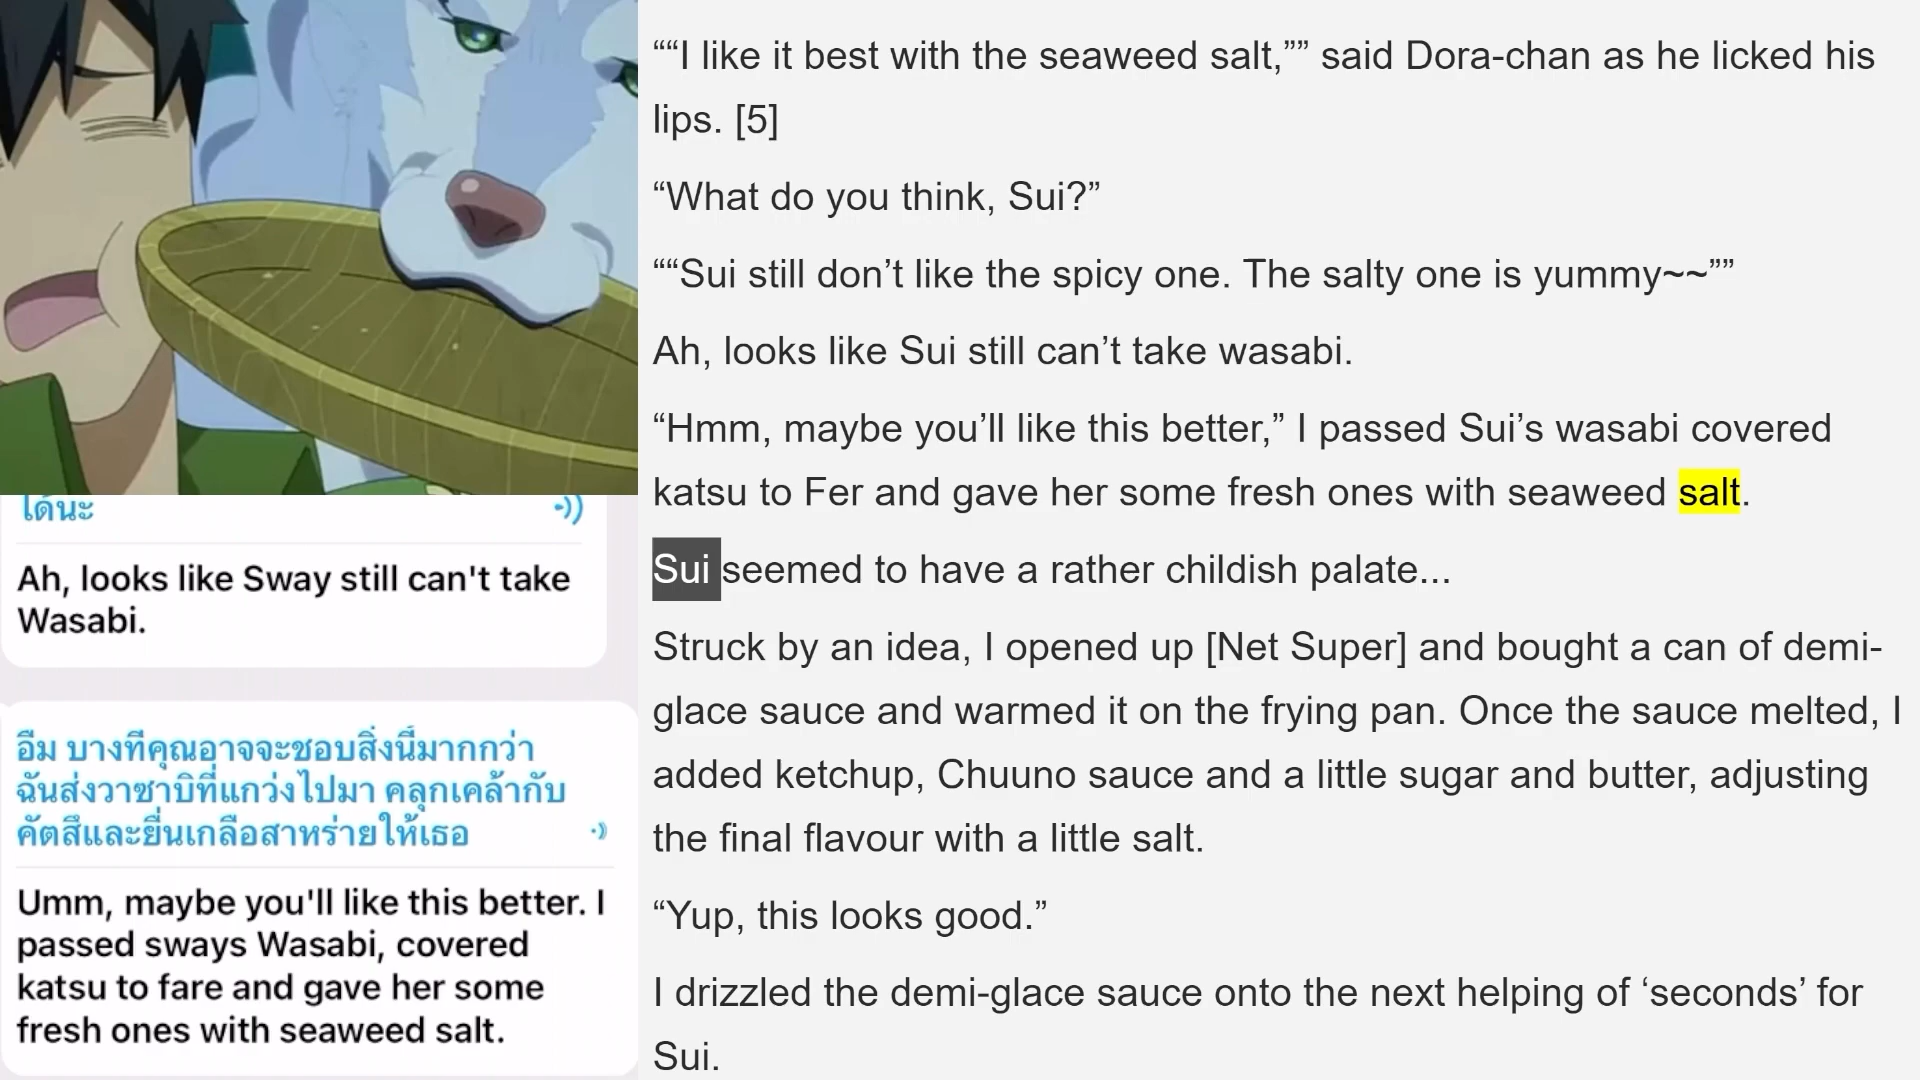 ““I like it best with the seaweed salt,”” said Dora-chan as he licked his
lips. [5]
“What do you think, Sui?”
““Sui still don’t like the spicy one. The salty one is yummy~~””
Ah, looks like Sui still can’t take wasabi.
“Hmm, maybe you’ll like this better,” I passed Sui’s wasabi covered
katsu to Fer and gave her some fresh ones with seaweed salt.
Sui seemed to have a rather childish palate...
Struck by an idea, I opened up [Net Super] and bought a can of demi-
glace sauce and warmed it on the frying pan. Once the sauce melted, I
added ketchup, Chuuno sauce and a little sugar and butter, adjusting
the final flavour with a little salt.
“Yup, this looks good.”
I drizzled the demi-glace sauce onto the next helping of ‘seconds’ for
Sui.
ได้นะ
Ah, looks like Sway still can't take
Wasabi.
อืม บางทีคุณอาจจะชอบสิ่งนี้มากกว่า
ฉันส่งวาซาบิที่แกว่งไปมา คลุกเคล้ากับ
คัตสึและยื่นเกลือสาหร่ายให้เธอ
Umm, maybe you'll like this better. I
passed sways Wasabi, covered
katsu to fare and gave her some
fresh ones with seaweed salt.